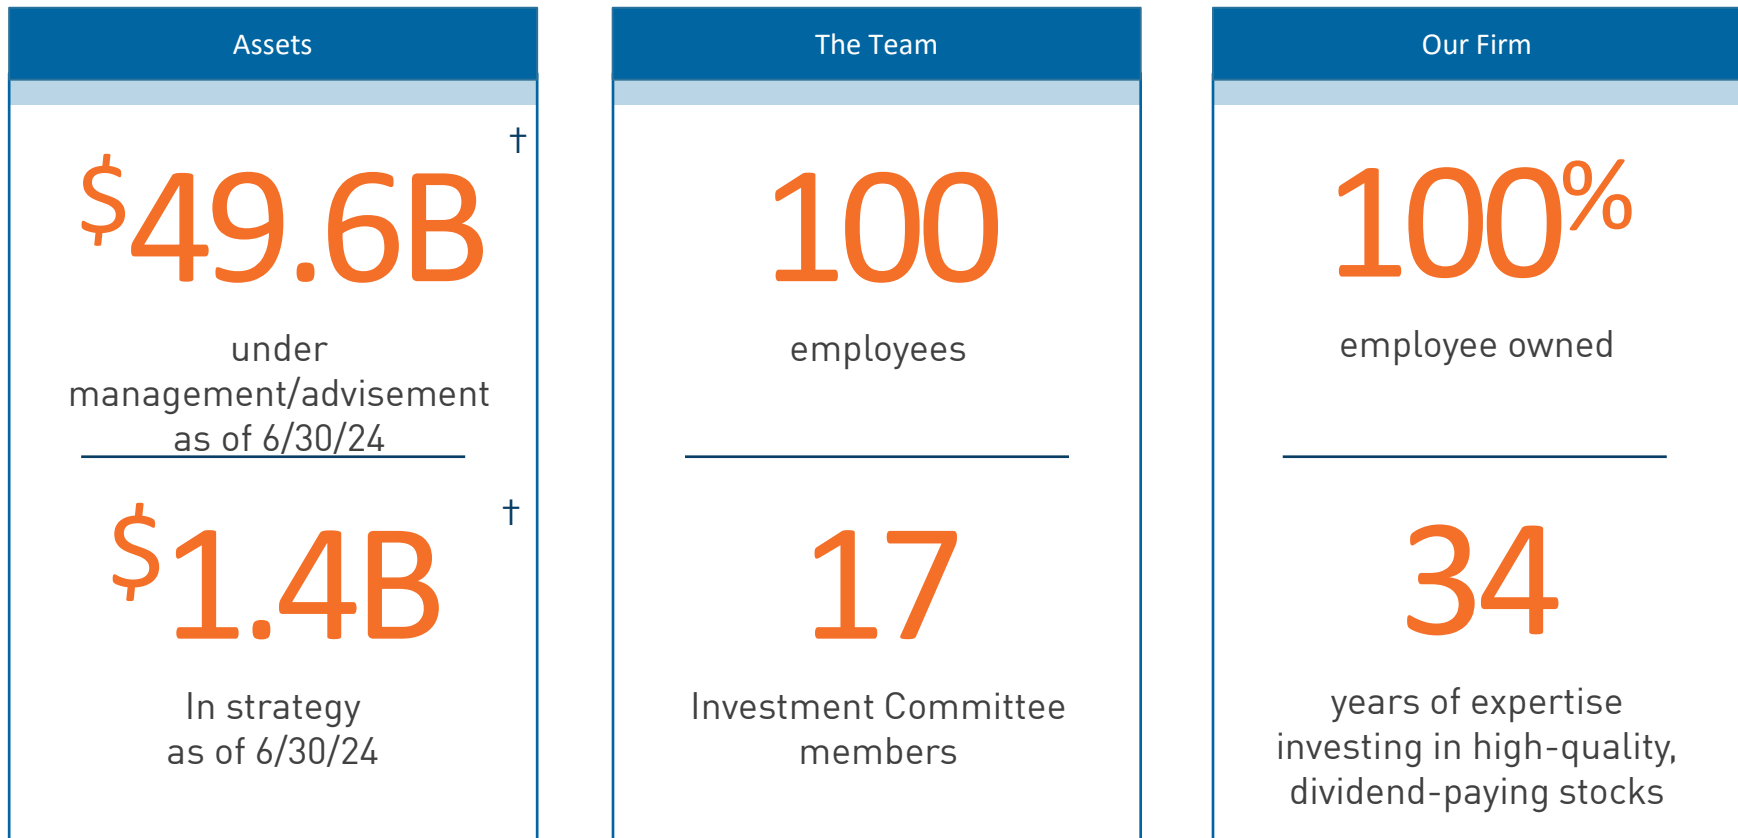 Assets
$49.6B†
under
management/advisement
as of 6/30/24
$1.4B†
In strategy
as of 6/30/24
The Team
100
employees
17
Investment Committee
members
Our Firm
100%
employee owned
34
years of expertise
investing in high-quality,
dividend-paying stocks